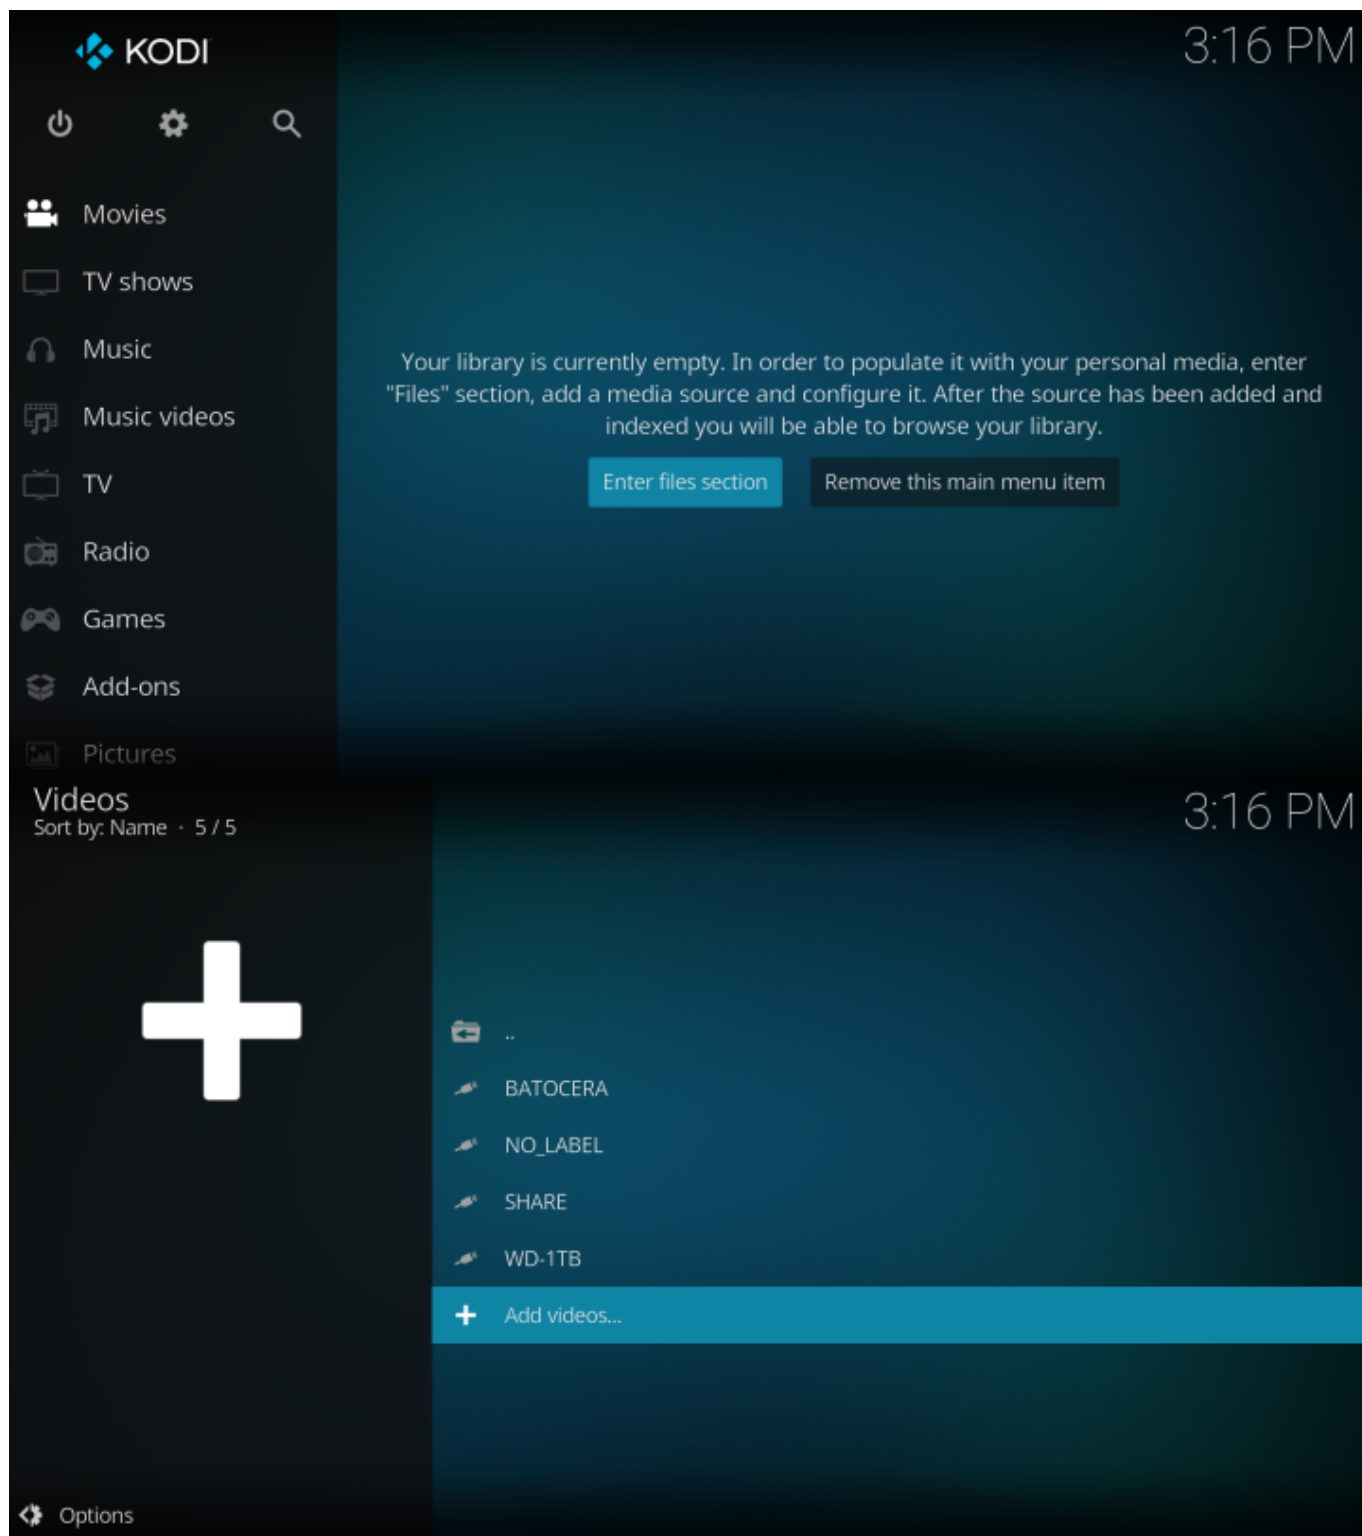 KODI
3:16 PM
Movies
TV shows
Music
Music videos
TV
Radio
Games
Add-ons
Pictures
Your library is currently empty. In order to populate it with your personal media, enter
"Files" section, add a media source and configure it. After the source has been added and
indexed you will be able to browse your library.
Enter files section
Remove this main menu item
Videos
Sort by: Name · 5 / 5
3:16 PM
..
BATOCERA
NO_LABEL
SHARE
WD-1TB
Add videos...
Options